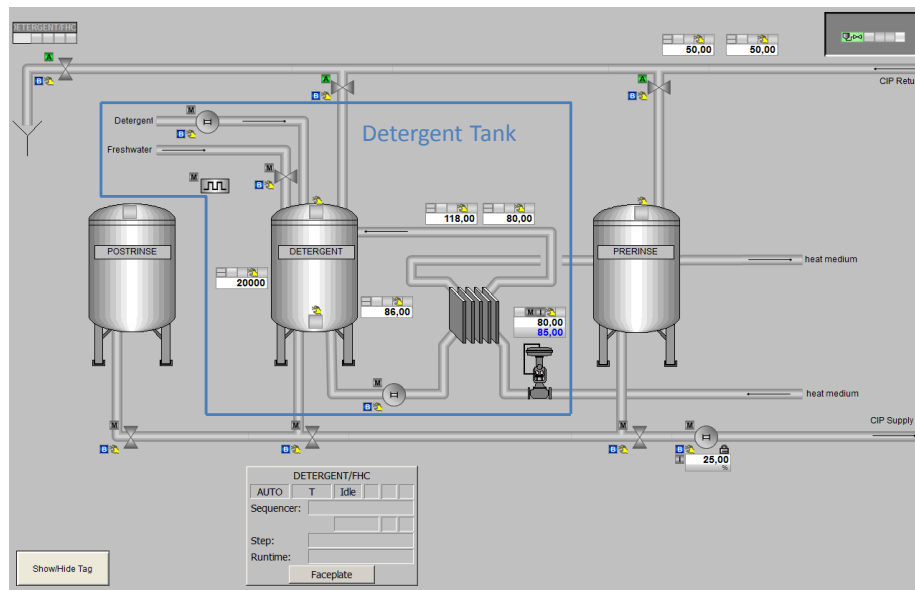 DETERGENT/FHC
50,00 50,00
A
CIP Retu
B
A
B
A
B
M
Detergent
B
Detergent Tank
Freshwater
M
B
M
118,00 80,00
POSTRINSE
DETERGENT
PRERINSE
heat medium
20000
86,00
M I
80,00
85,00
M
B
heat medium
CIP Supply
M
B
M
B
M
B
M
B
I
25,00
%
DETERGENT/FHC
AUTO T Idle
Sequencer:
Step:
Runtime:
Faceplate
Show/Hide Tag